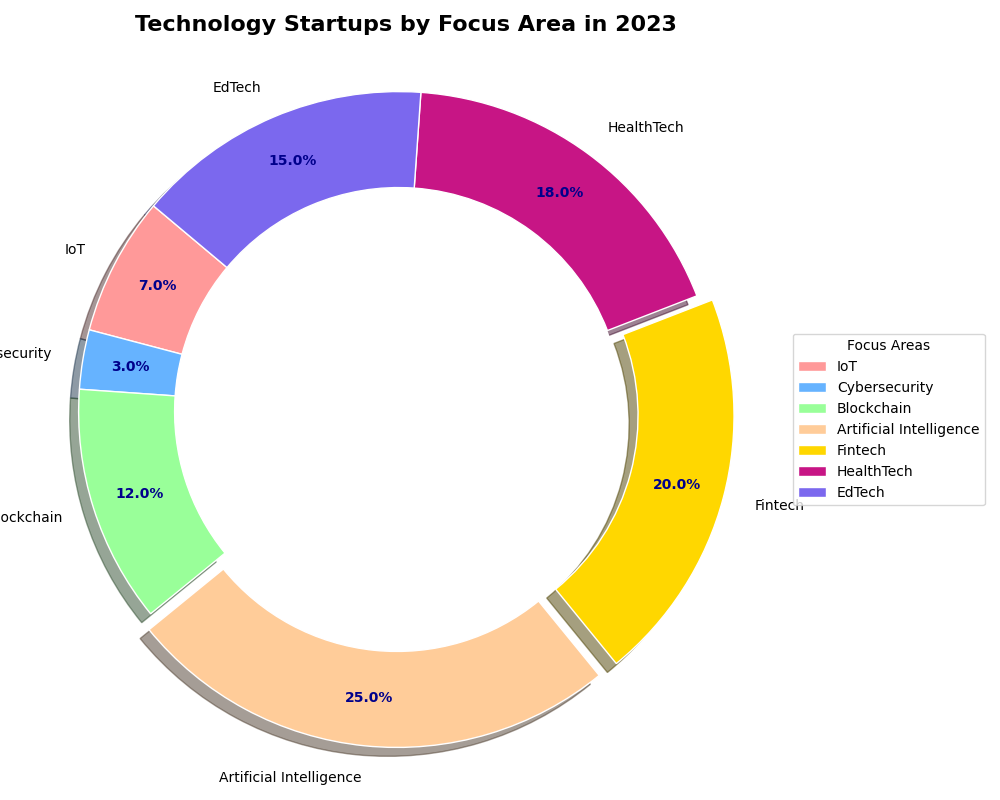 Technology Startups by Focus Area in 2023
EdTech
HealthTech
15.0%
18.0%
IoT
7.0%
security
3.0%
Focus Areas
IoT
Cybersecurity
Blockchain
Artificial Intelligence
Fintech
HealthTech
EdTech
12.0%
20.0%
Fintech
ockchain
25.0%
Artificial Intelligence